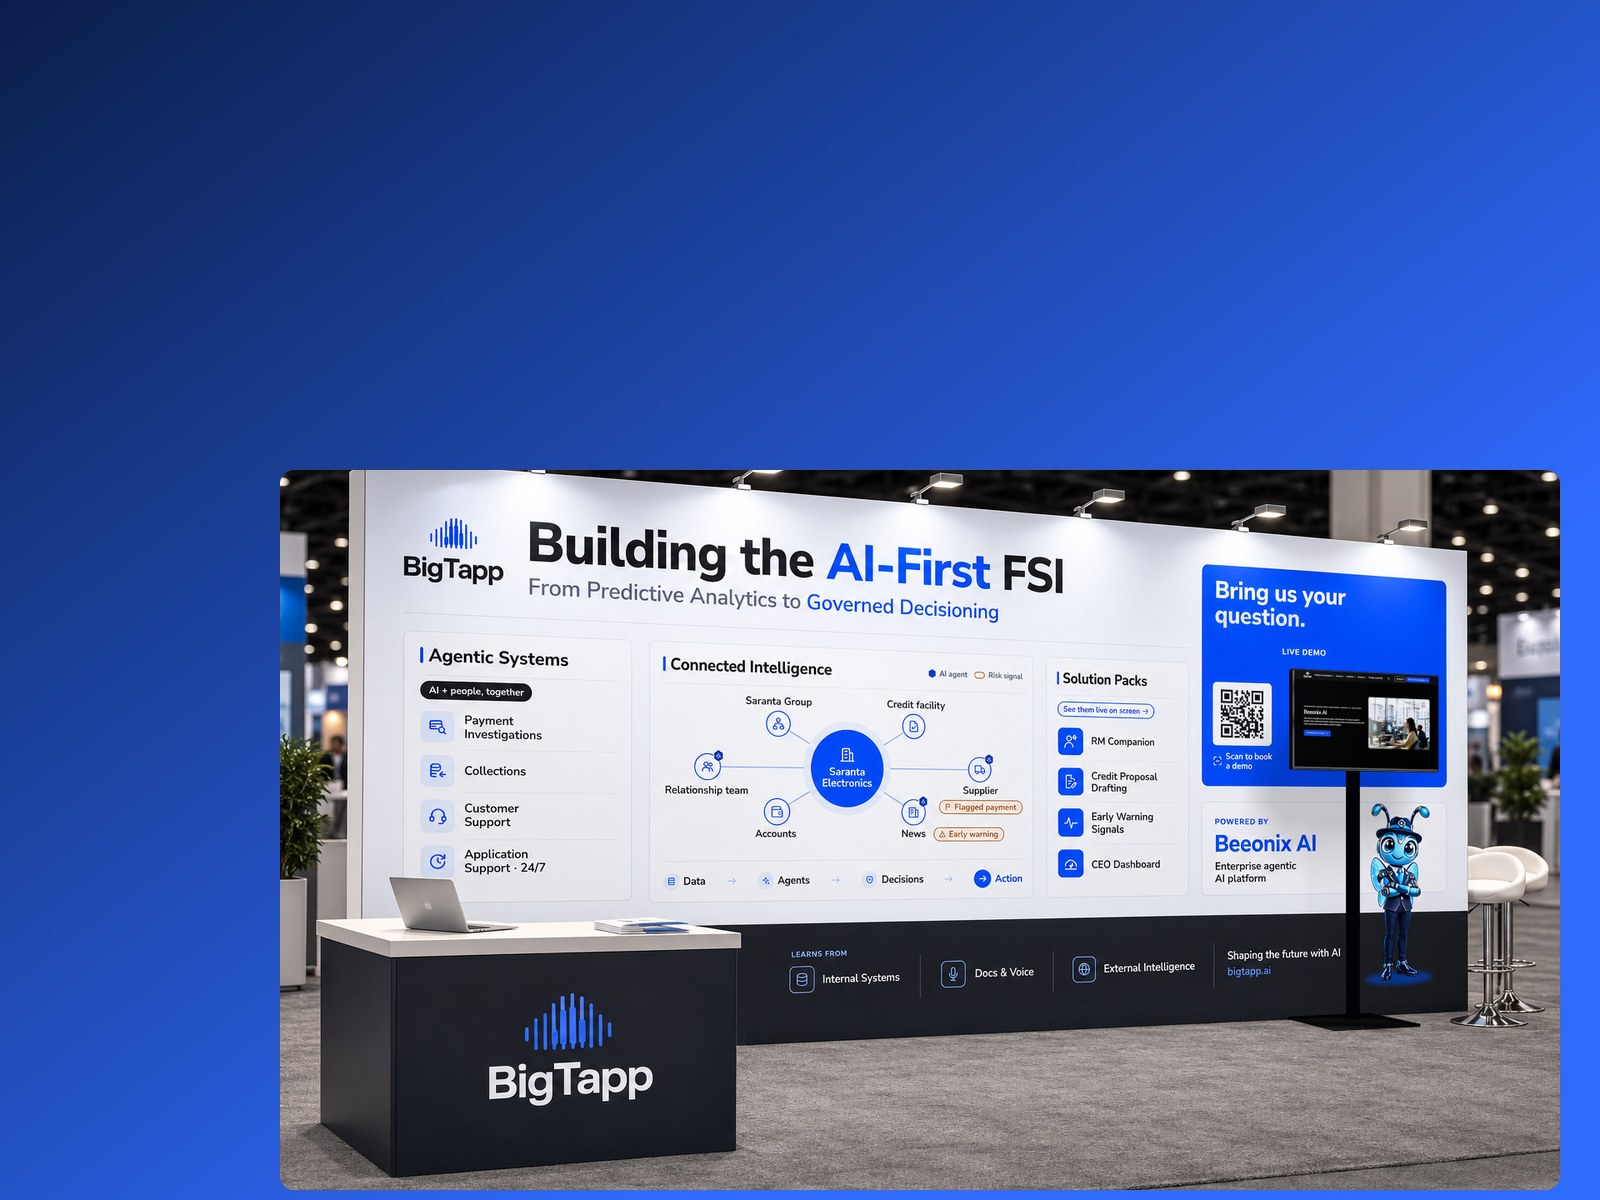 BigTapp
Building the AI-First FSI
From Predictive Analytics to Governed Decisioning
Agentic Systems
AI + people, together
Payment
Investigations
Collections
Customer
Support
Application
Support · 24/7
Connected Intelligence
AI agent
Risk signal
Saranta Group
Credit facility
Relationship team
Saranta
Electronics
Supplier
Flagged payment
Accounts
News
Early warning
Data → Agents → Decisions → Action
Solution Packs
See them live on screen →
RM Companion
Credit Proposal
Drafting
Early Warning
Signals
CEO Dashboard
Bring us your
question.
LIVE DEMO
Scan to book
a demo
Beeonix AI
POWERED BY
Beeonix AI
Enterprise agentic
AI platform
LEARNS FROM
Internal Systems
Docs & Voice
External Intelligence
Shaping the future with AI
bigtapp.ai
BigTapp